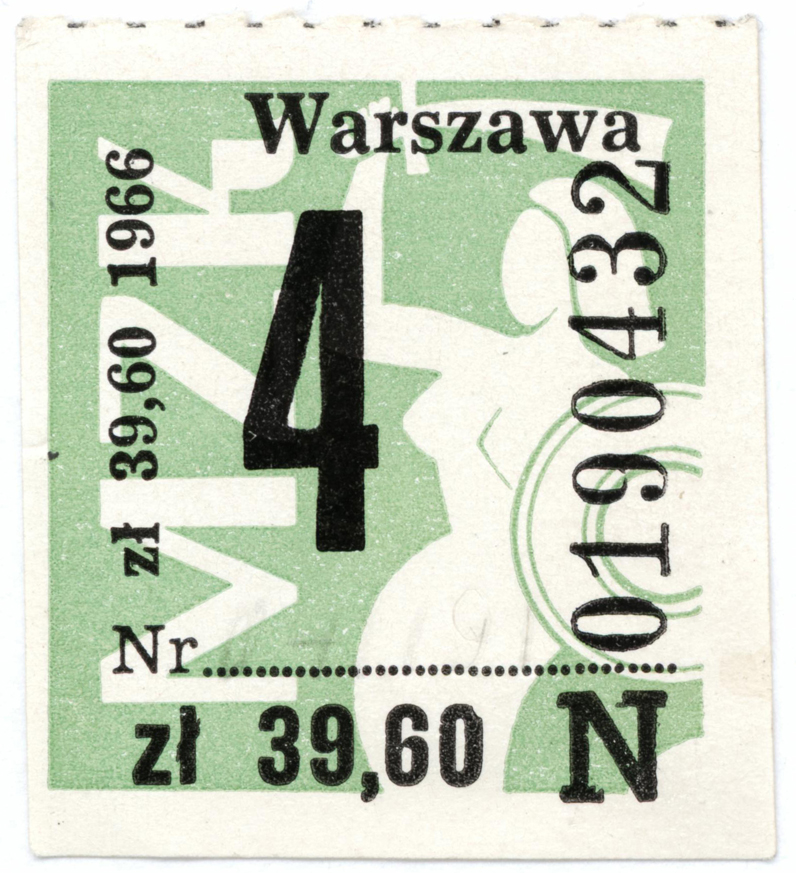 Warszawa
MZK
zł 39,60 1966
4
0190432
Nr
zł 39,60 N